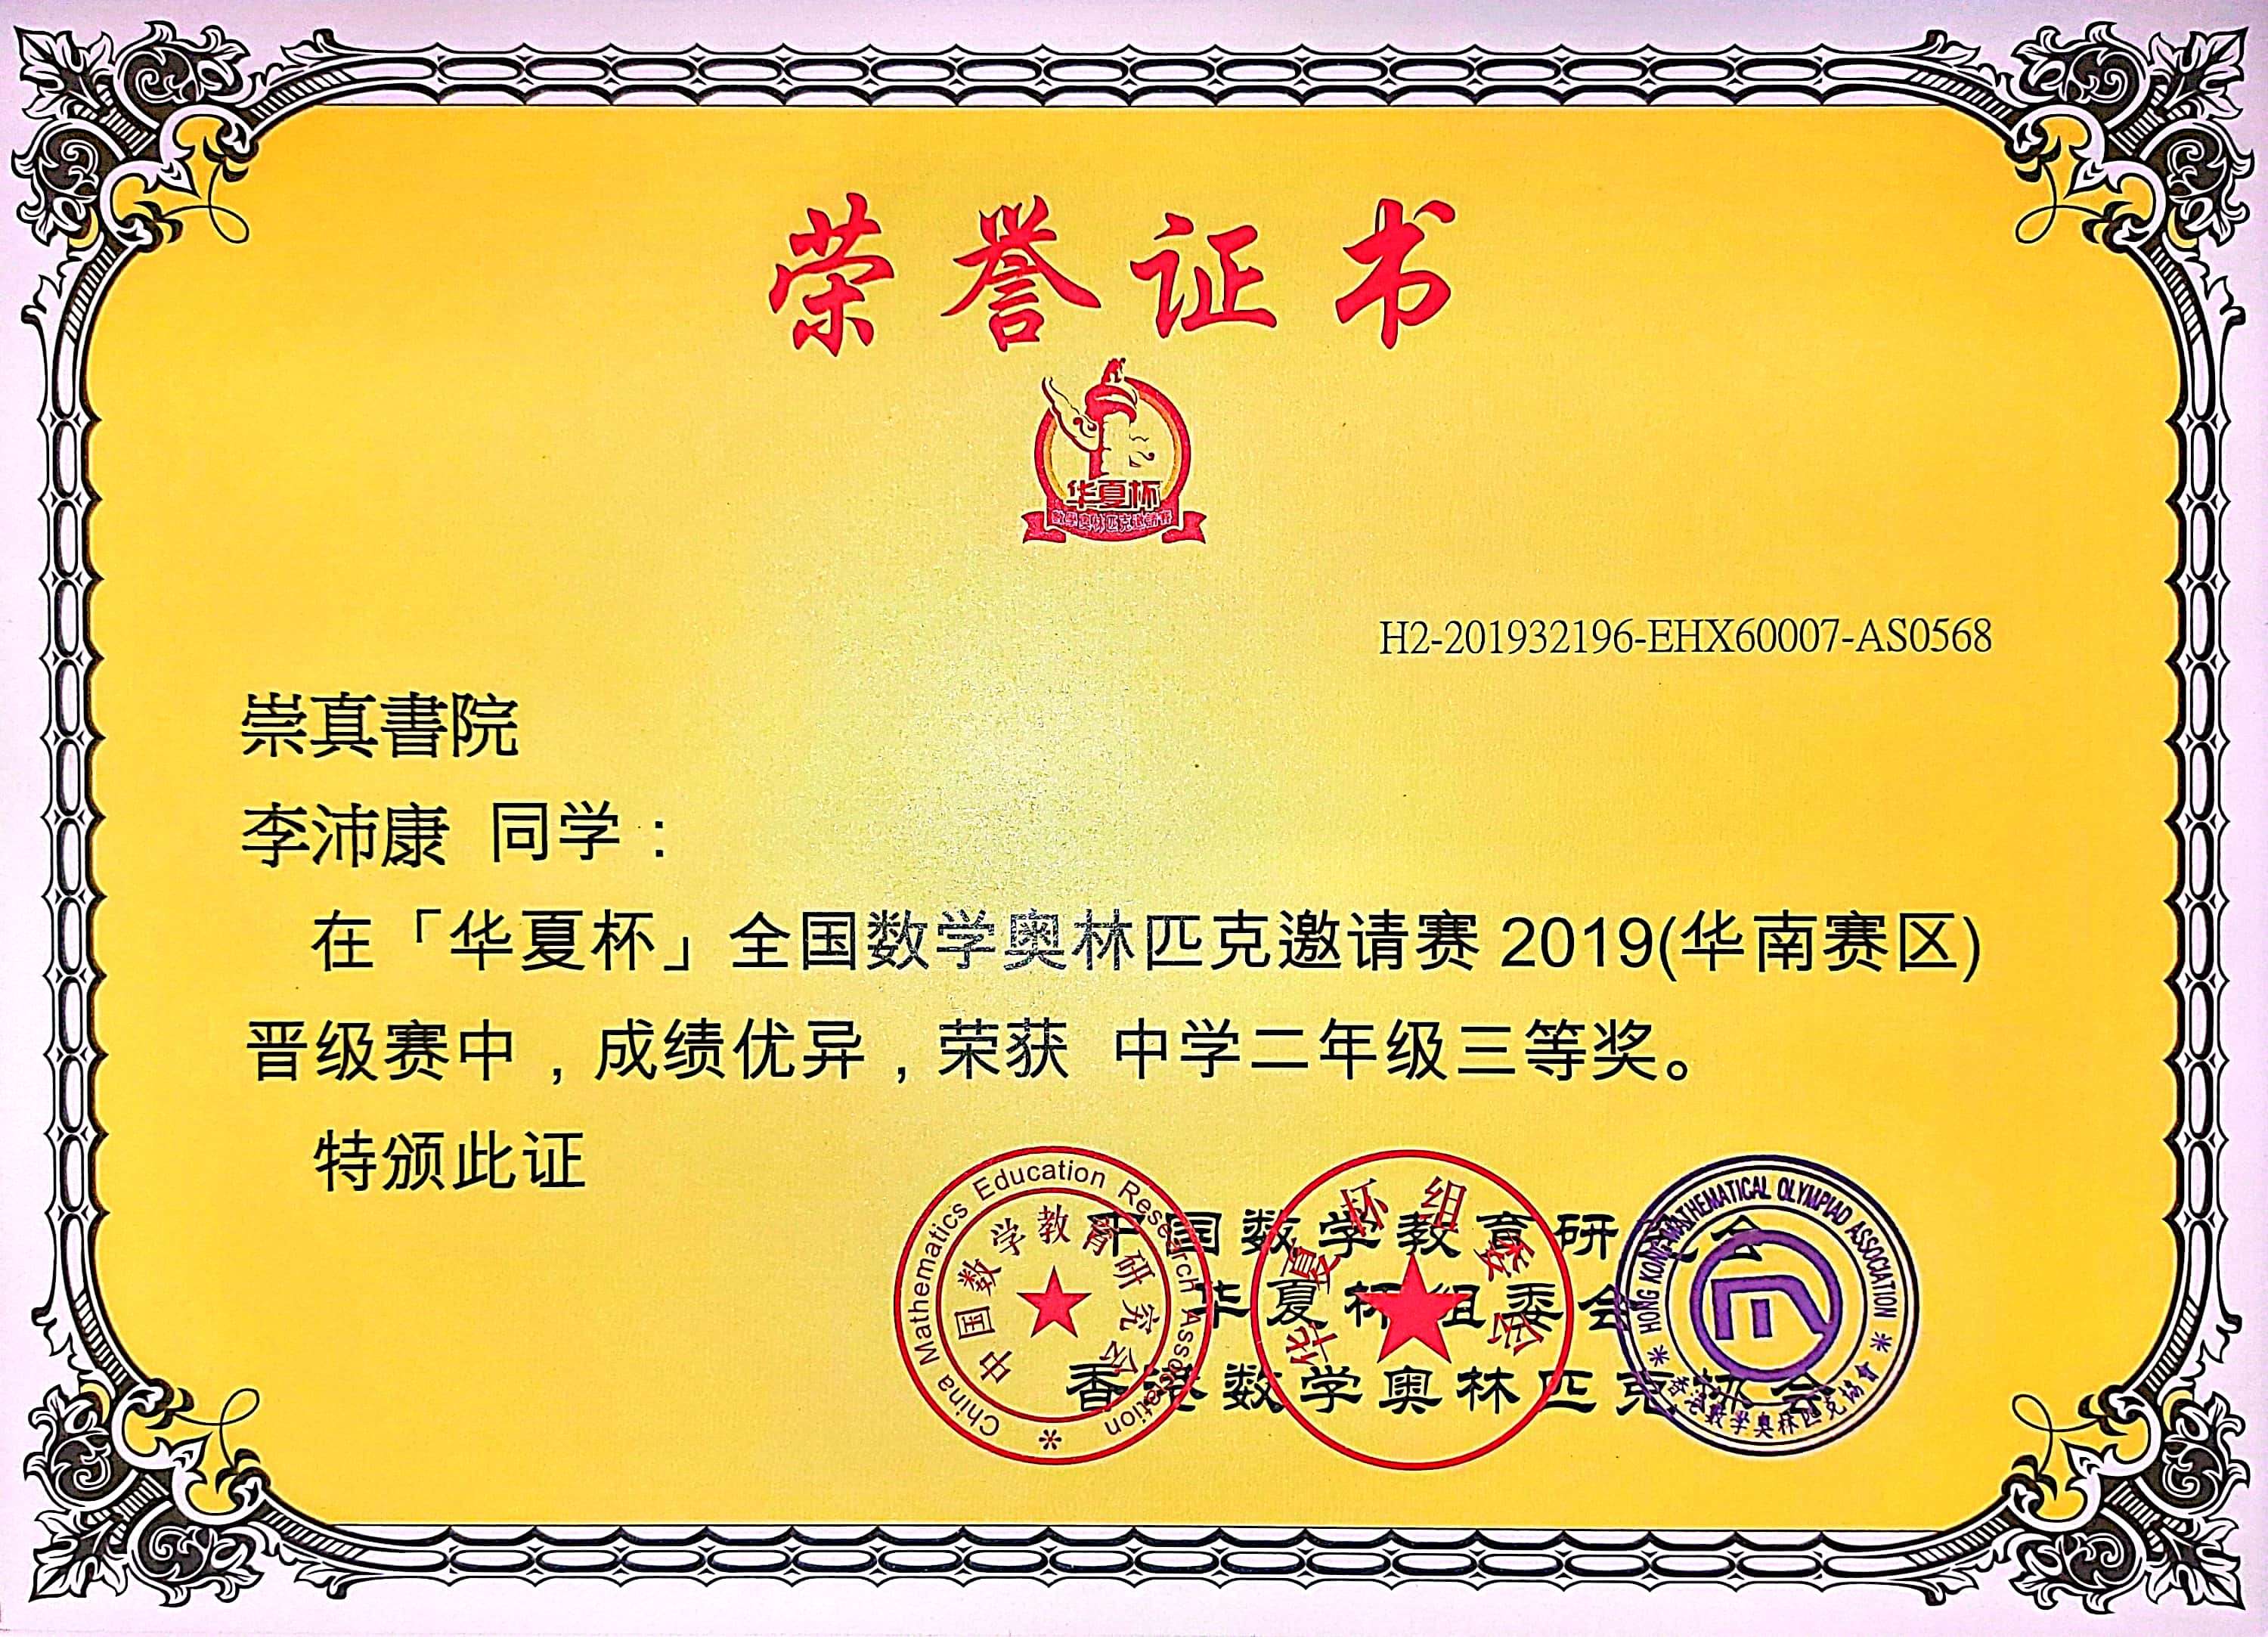 荣誉证书
华夏杯
数学奥林匹克邀请赛
H2-201932196-EHX60007-AS0568
崇真書院
李沛康 同学：
在「华夏杯」全国数学奥林匹克邀请赛 2019(华南赛区)
晋级赛中，成绩优异，荣获 中学二年级三等奖。
特颁此证
中国数学教育研究会
华夏杯组委会
香港数学奥林匹克协会
China Mathematics Education Research Association
中国数学教育研究会
华夏杯组委会
HONG KONG MATHEMATICAL OLYMPIAD ASSOCIATION
香港數学奥林匹克協會